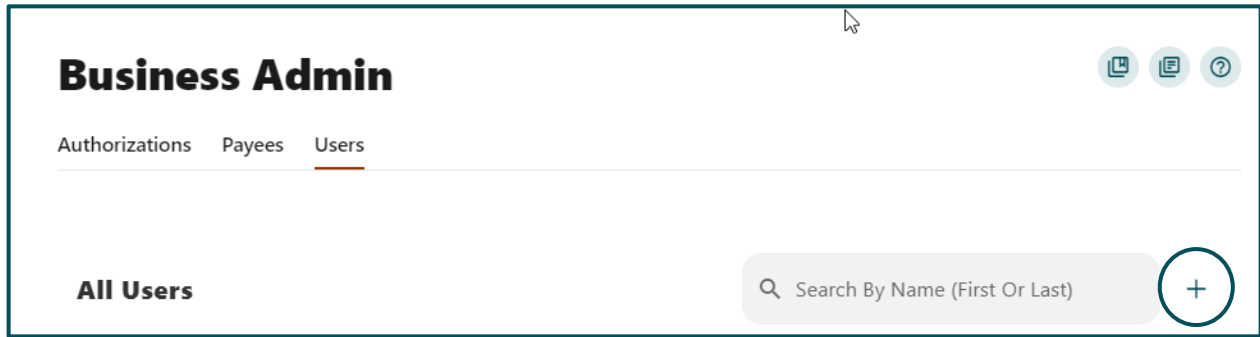 Business Admin
Authorizations Payees Users
All Users
Search By Name (First Or Last)